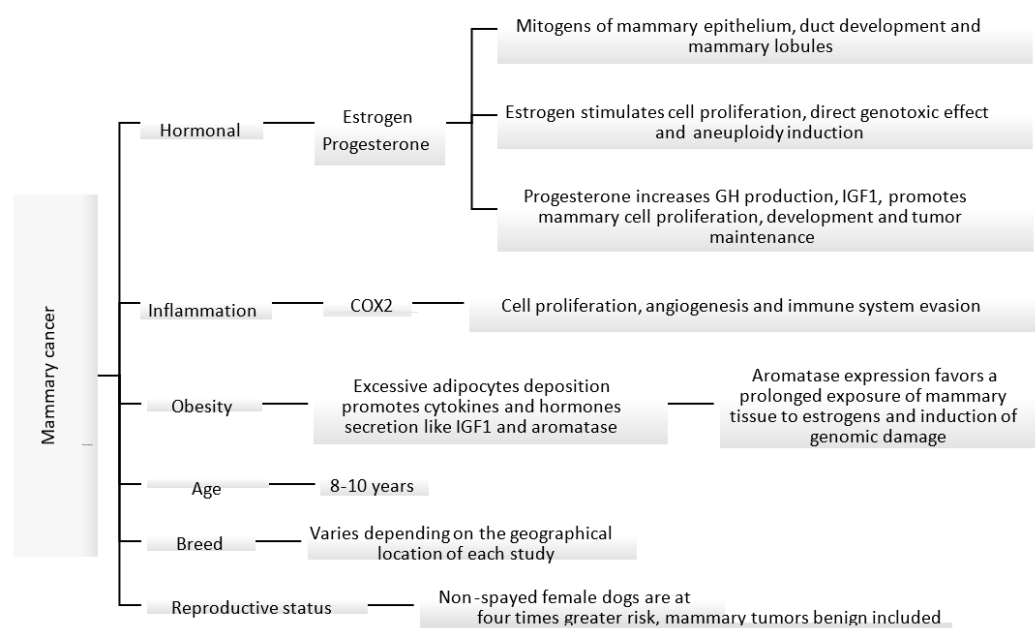 Mammary cancer
Hormonal
Estrogen
Progesterone
Mitogens of mammary epithelium, duct development and
mammary lobules
Estrogen stimulates cell proliferation, direct genotoxic effect
and aneuploidy induction
Progesterone increases GH production, IGF1, promotes
mammary cell proliferation, development and tumor
maintenance
Inflammation
COX2
Cell proliferation, angiogenesis and immune system evasion
Obesity
Excessive adipocytes deposition
promotes cytokines and hormones
secretion like IGF1 and aromatase
Aromatase expression favors a
prolonged exposure of mammary
tissue to estrogens and induction of
genomic damage
Age
8-10 years
Breed
Varies depending on the geographical
location of each study
Reproductive status
Non-spayed female dogs are at
four times greater risk, mammary tumors benign included